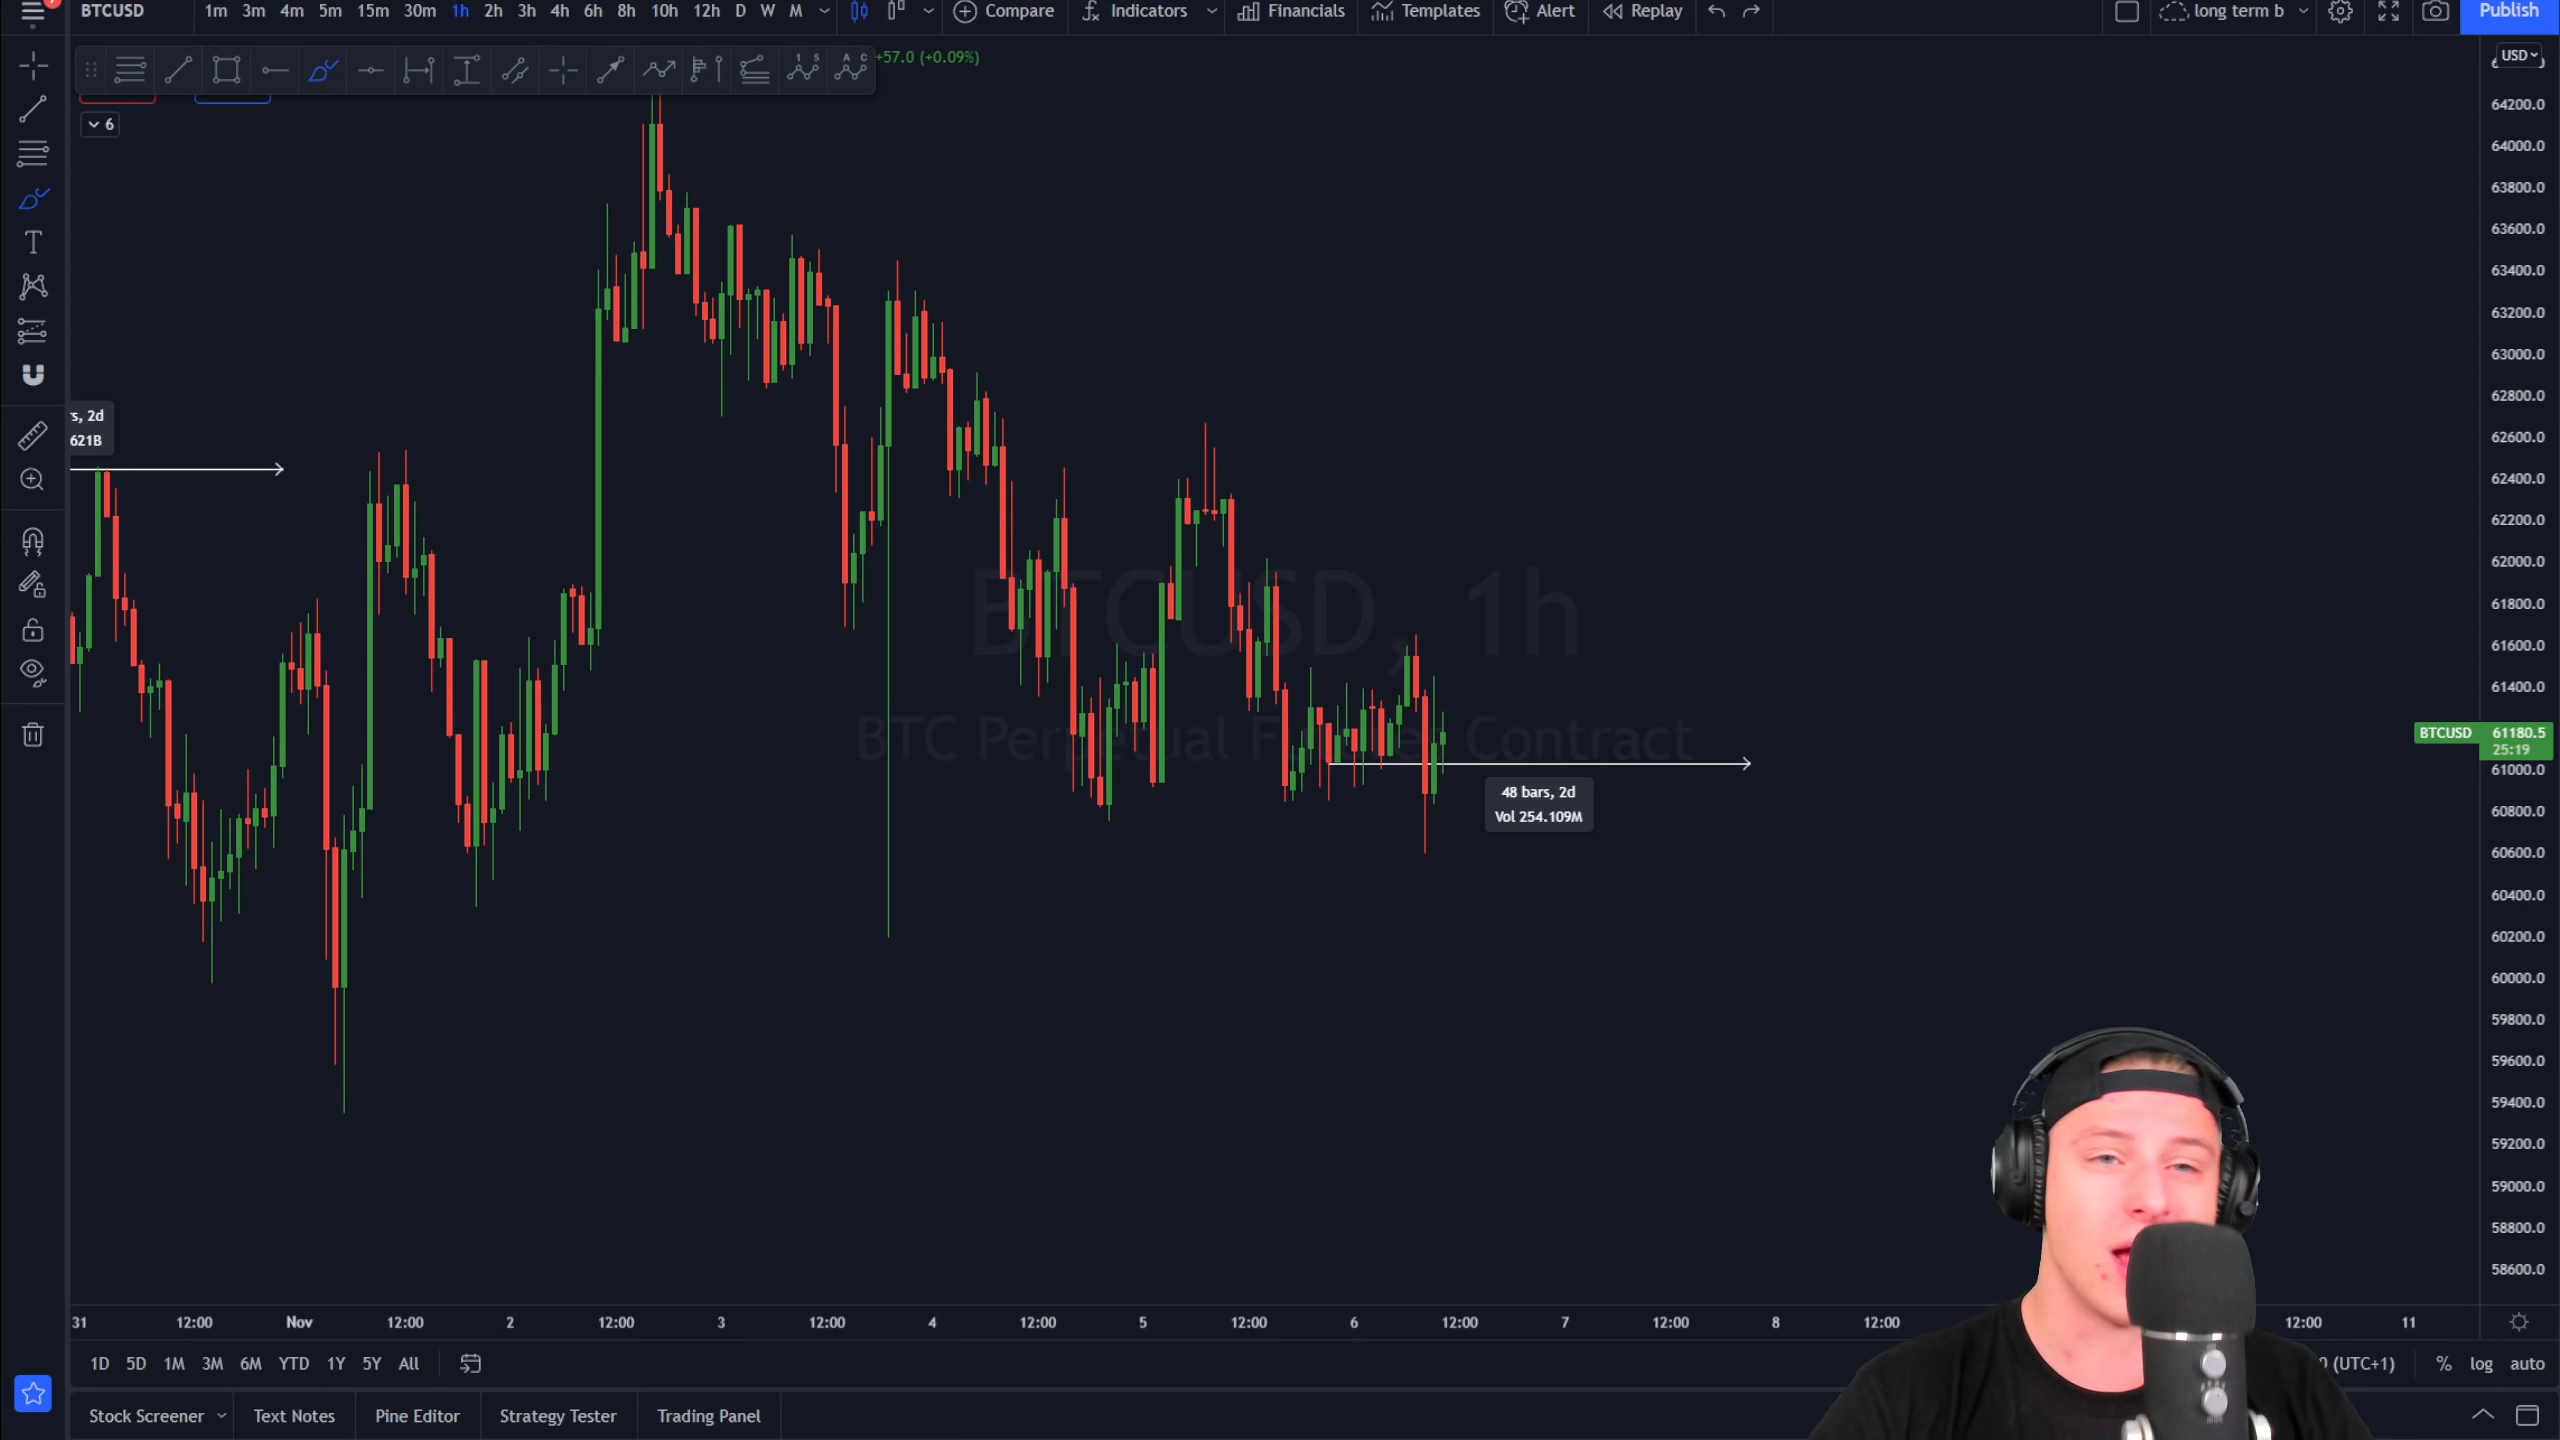 BTCUSD 1m 3m 4m 5m 15m 30m 1h 2h 3h 4h 6h 8h 10h 12h D W M Compare Indicators Financials Templates Alert Replay long term b Publish
+57.0 (+0.09%)
USD
6
64200.0
64000.0
63800.0
63600.0
63400.0
63200.0
63000.0
62800.0
62600.0
62400.0
62200.0
62000.0
61800.0
61600.0
61400.0
BTCUSD 61180.5
25:19
61000.0
60800.0
60600.0
60400.0
60200.0
60000.0
59800.0
59600.0
59400.0
59200.0
59000.0
58800.0
58600.0
rs, 2d
621B
BTCUSD, 1h
BTC Perpetual Contract
48 bars, 2d
Vol 254.109M
31 12:00 Nov 12:00 2 12:00 3 12:00 4 12:00 5 12:00 6 12:00 7 12:00 8 12:00 12:00 11
1D 5D 1M 3M 6M YTD 1Y 5Y All (UTC+1) % log auto
Stock Screener Text Notes Pine Editor Strategy Tester Trading Panel